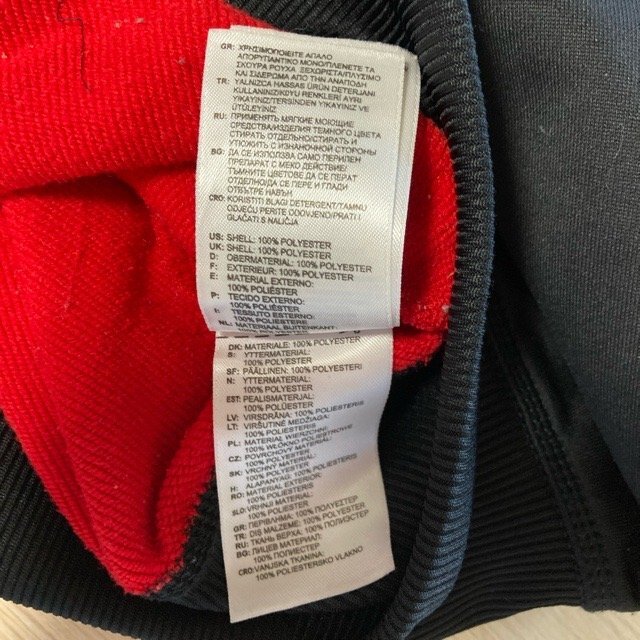 GR: ΧΡΗΣΙΜΟΠΟΙΕΙΤΕ ΑΠΑΛΟ
ΑΠΟΡΥΠΑΝΤΙΚΟ ΜΟΝΟ/ΠΛΕΝΕΤΕ ΤΑ
ΣΚΟΥΡΑ ΡΟΥΧΑ ΞΕΧΩΡΙΣΤΑ/ΠΛΥΣΙΜΟ
ΚΑΙ ΣΙΔΕΡΩΜΑ ΑΠΟ ΤΗΝ ΑΝΑΠΟΔΗ
TR: YALNIZCA HASSAS ÜRÜN DETERJANI
KULLANINIZ/KOYU RENKLERİ AYRI
YIKAYINIZ/TERSİNDEN YIKAYINIZ VE
ÜTÜLEYİNİZ
RU: ПРИМЕНЯТЬ МЯГКИЕ МОЮЩИЕ
СРЕДСТВА/ИЗДЕЛИЯ ТЕМНОГО ЦВЕТА
СТИРАТЬ ОТДЕЛЬНО/СТИРАТЬ И
УТЮЖИТЬ С ИЗНАНОЧНОЙ СТОРОНЫ
BG: ДА СЕ ИЗПОЛЗВА САМО ПЕРИЛЕН
ПРЕПАРАТ С МЕКО ДЕЙСТВИЕ/
ТЪМНИТЕ ЦВЕТОВЕ ДА СЕ ПЕРАТ
ОТДЕЛНО/ДА СЕ ПЕРЕ И ГЛАДИ
ОТВЪТРЕ НАВЪН
CRO: KORISTITI BLAGI DETERGENT/TAMNU
ODJEĆU PERITE ODOVJENO/PRATI I
GLAČATI S NALIČJA
US: SHELL: 100% POLYESTER
UK: SHELL: 100% POLYESTER
D: OBERMATERIAL: 100% POLYESTER
F: EXTERIEUR: 100% POLYESTER
E: MATERIAL EXTERNO:
100% POLIÉSTER
P: TECIDO EXTERNO:
100% POLIÉSTER
I: TESSUTO ESTERNO:
100% POLIESTERE
NL: MATERIAAL BUITENKANT:
DK: MATERIALE: 100% POLYESTER
S: YTTERMATERIAL:
100% POLYESTER
SF: PÄÄLLINEN: 100% POLYESTERI
N: YTTERMATERIAL:
100% POLYESTER
EST: PEALISMATERJAL:
100% POLÜESTER
LV: VIRSDRĀNA: 100% POLIESTERIS
LT: VIRŠUTINĖ MEDŽIAGA:
100% POLIESTERIS
PL: MATERIAŁ WIERZCHNI:
100% WŁÓKNO POLIESTROWE
CZ: POVRCHOVÝ MATERIÁL:
100% POLYESTER
SK: VRCHNÝ MATERIÁL:
100% POLYESTER
H: ALAPANYAG: 100% POLIÉSZTER
RO: MATERIAL EXTERIOR:
100% POLIESTER
SLO: VRHNJI MATERIAL:
100% POLIESTER
GR: ΠΕΡΙΒΛΗΜΑ: 100% ΠΟΛΥΕΣΤΕΡ
TR: DIŞ MALZEME: 100% POLYESTER
RU: ТКАНЬ ВЕРХА: 100% ПОЛИЭСТЕР
BG: ЛИЦЕВ МАТЕРИАЛ:
100% ПОЛИЕСТЕР
CRO: VANJSKA TKANINA:
100% POLIESTERSKO VLAKNO